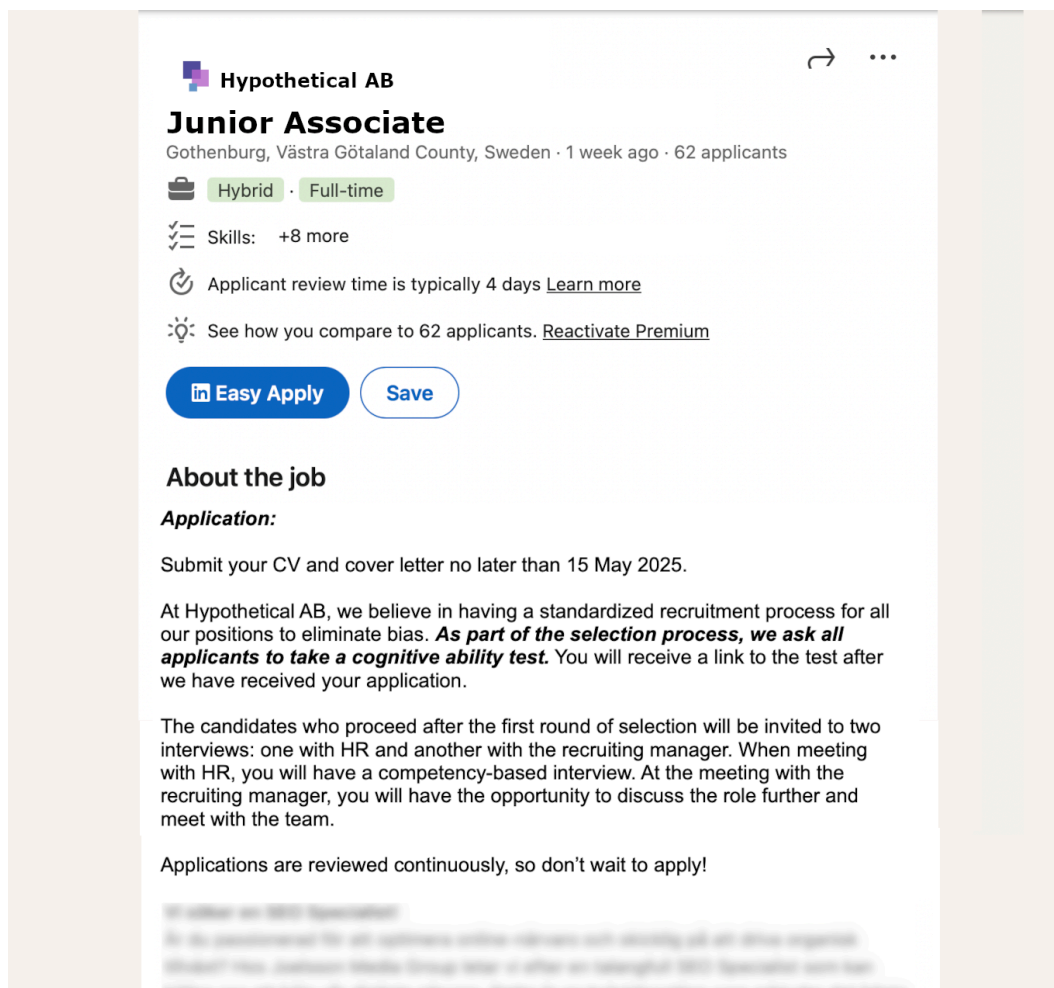 Hypothetical AB
Junior Associate
Gothenburg, Västra Götaland County, Sweden · 1 week ago · 62 applicants
Hybrid · Full-time
Skills: +8 more
Applicant review time is typically 4 days Learn more
See how you compare to 62 applicants. Reactivate Premium
in Easy Apply Save
About the job
Application:
Submit your CV and cover letter no later than 15 May 2025.
At Hypothetical AB, we believe in having a standardized recruitment process for all
our positions to eliminate bias. As part of the selection process, we ask all
applicants to take a cognitive ability test. You will receive a link to the test after
we have received your application.
The candidates who proceed after the first round of selection will be invited to two
interviews: one with HR and another with the recruiting manager. When meeting
with HR, you will have a competency-based interview. At the meeting with the
recruiting manager, you will have the opportunity to discuss the role further and
meet with the team.
Applications are reviewed continuously, so don’t wait to apply!